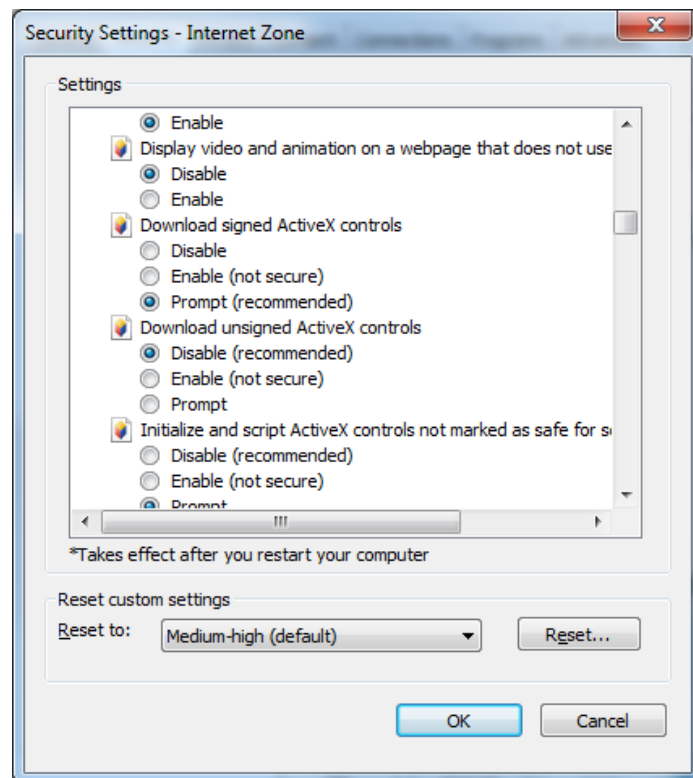 Security Settings - Internet Zone
Settings
Enable
Display video and animation on a webpage that does not use
Disable
Enable
Download signed ActiveX controls
Disable
Enable (not secure)
Prompt (recommended)
Download unsigned ActiveX controls
Disable (recommended)
Enable (not secure)
Prompt
Initialize and script ActiveX controls not marked as safe for
Disable (recommended)
Enable (not secure)
Prompt
*Takes effect after you restart your computer
Reset custom settings
Reset to:
Medium-high (default)
Reset...
OK
Cancel